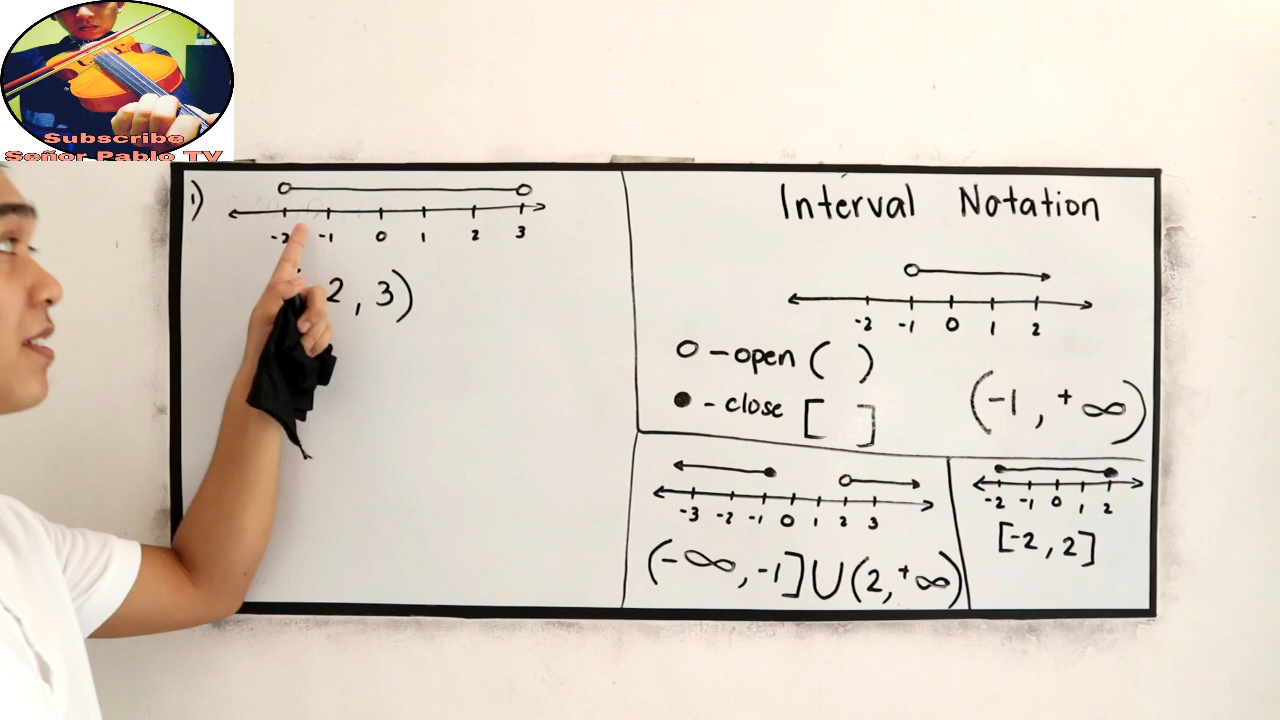 Subscribe
Señor Pablo TV
1)
-2 -1 0 1 2 3
2, 3)
Interval Notation
-2 -1 0 1 2
○ - open ( )
● - close [ ]
(-1, +∞)
-3 -2 -1 0 1 2 3
(-∞, -1] ∪ (2, +∞)
-2 -1 0 1 2
[-2, 2]